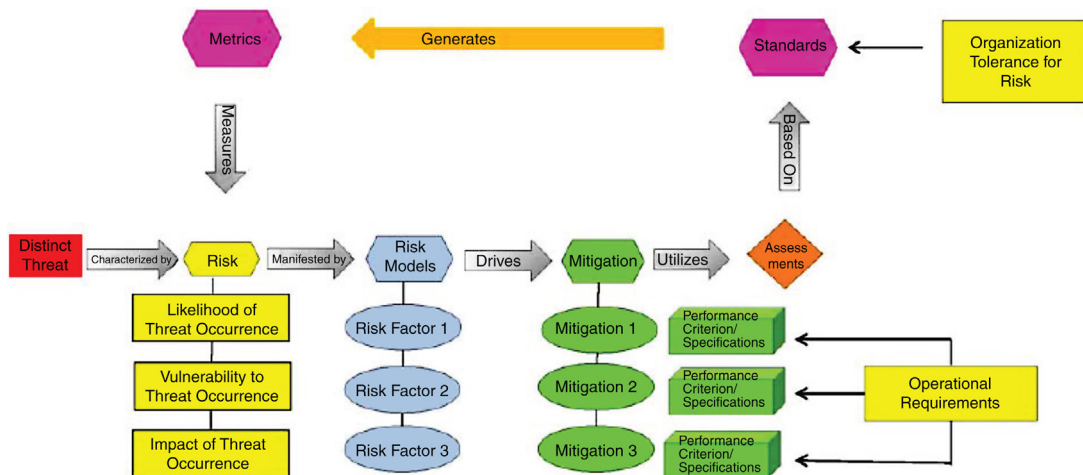 Metrics
Generates
Standards
Organization
Tolerance for
Risk
Measures
Based On
Distinct
Threat
Characterized by
Risk
Manifested by
Risk
Models
Drives
Mitigation
Utilizes
Assess
ments
Likelihood of
Threat Occurrence
Risk Factor 1
Mitigation 1
Performance
Criterion/
Specifications
Vulnerability to
Threat Occurrence
Risk Factor 2
Mitigation 2
Performance
Criterion/
Specifications
Operational
Requirements
Impact of Threat
Occurrence
Risk Factor 3
Mitigation 3
Performance
Criterion/
Specifications